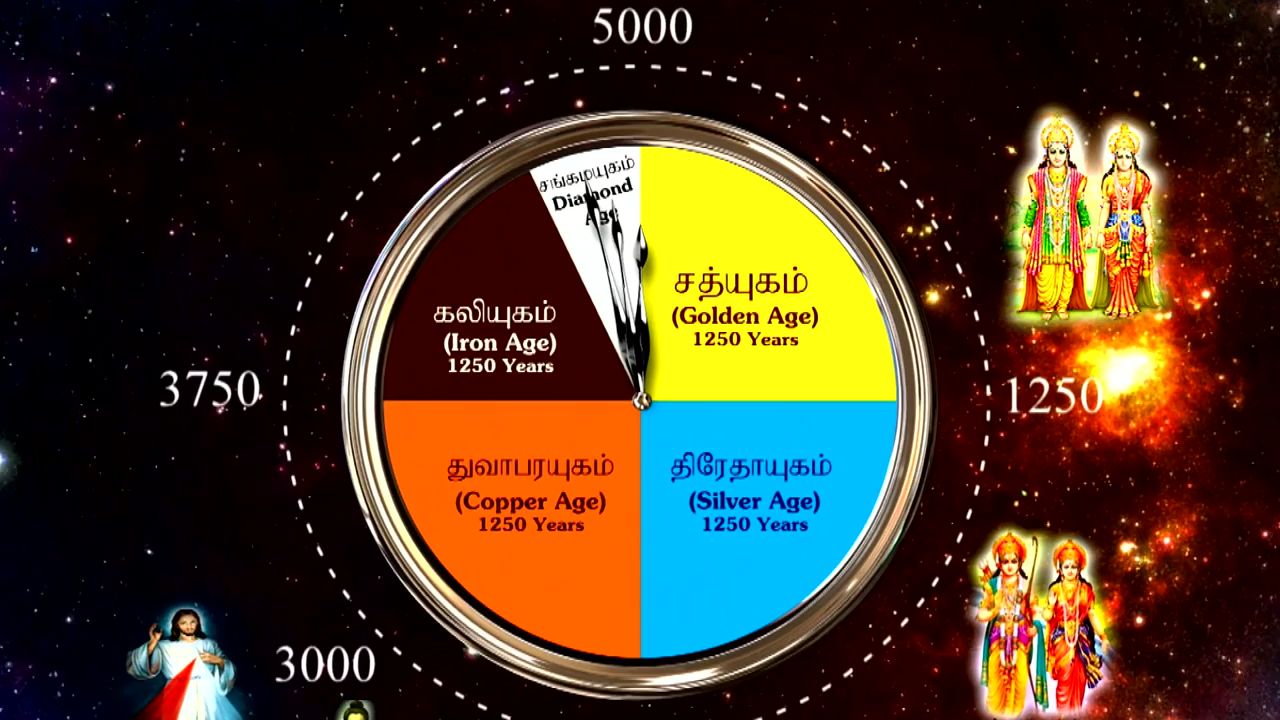 5000
சங்கமயுகம்
Diamond
Age
சத்யுகம்
(Golden Age)
1250 Years
கலியுகம்
(Iron Age)
1250 Years
3750
1250
துவாபரயுகம்
(Copper Age)
1250 Years
திரேதாயுகம்
(Silver Age)
1250 Years
3000